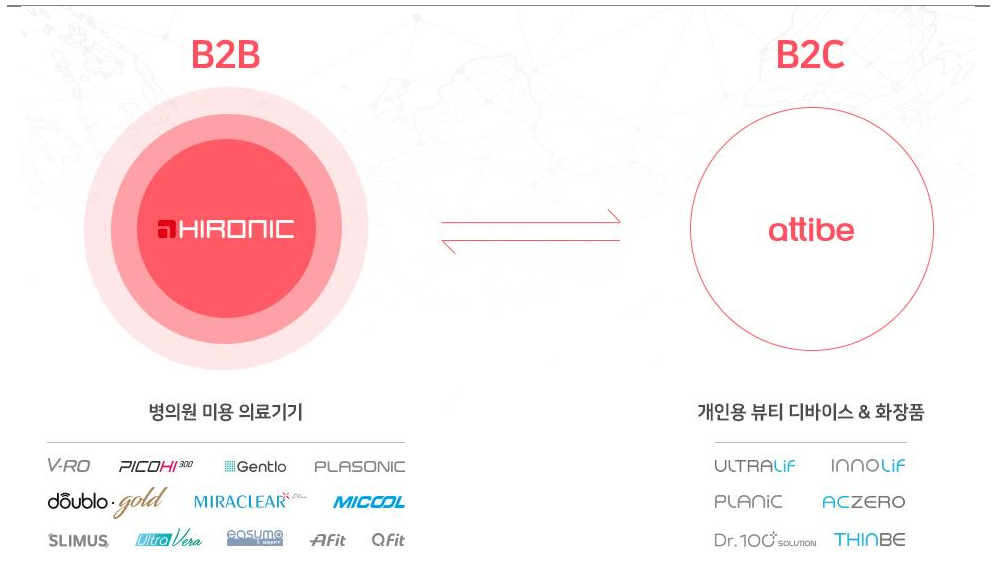 B2B
B2C
HIRONIC
attibe
병의원 미용 의료기기
개인용 뷰티 디바이스 & 화장품
V-RO PICOHI 300 Gentlo PLASONIC
doublo·gold MIRACLEAR MICOOL
SLIMUS UltraVera easumo & GRAFT AFit QFit
ULTRALIF INNOLIF
PLANIC ACZERO
Dr.100+ SOLUTION THINBE